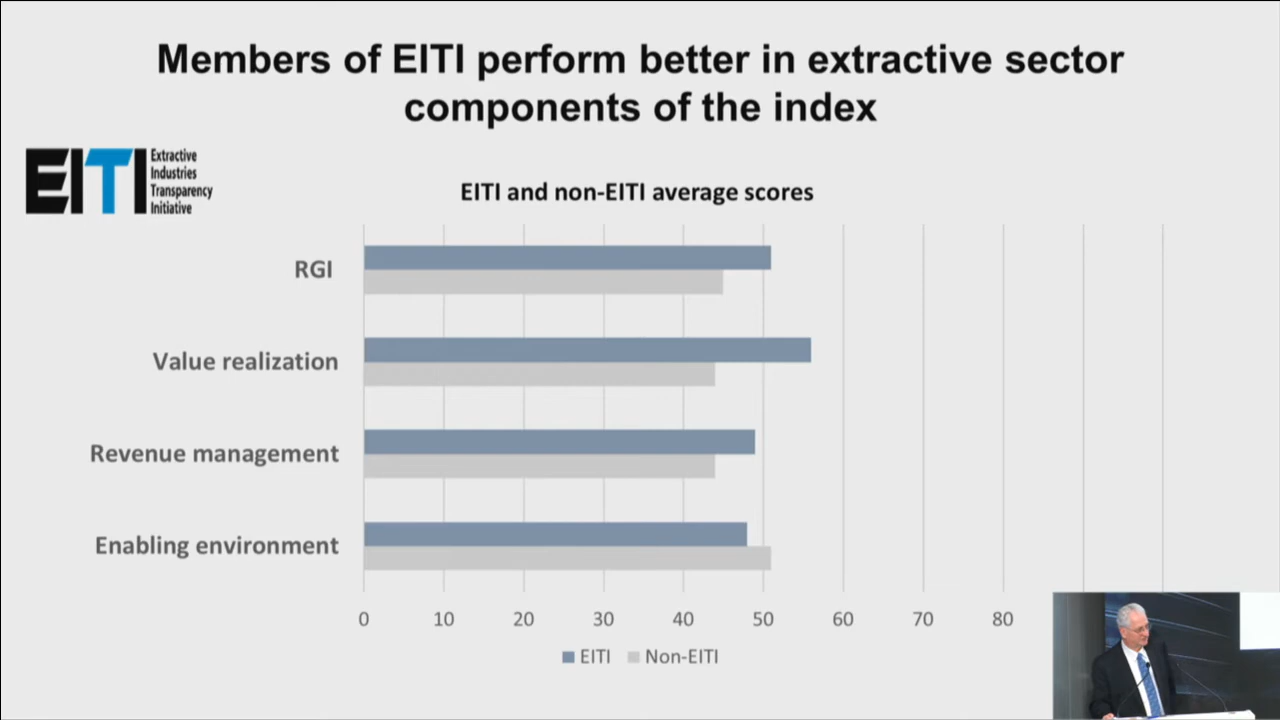 Members of EITI perform better in extractive sector
components of the index
EITI
Extractive
Industries
Transparency
Initiative
EITI and non-EITI average scores
RGI
Value realization
Revenue management
Enabling environment
0 10 20 30 40 50 60 70 80
EITI Non-EITI